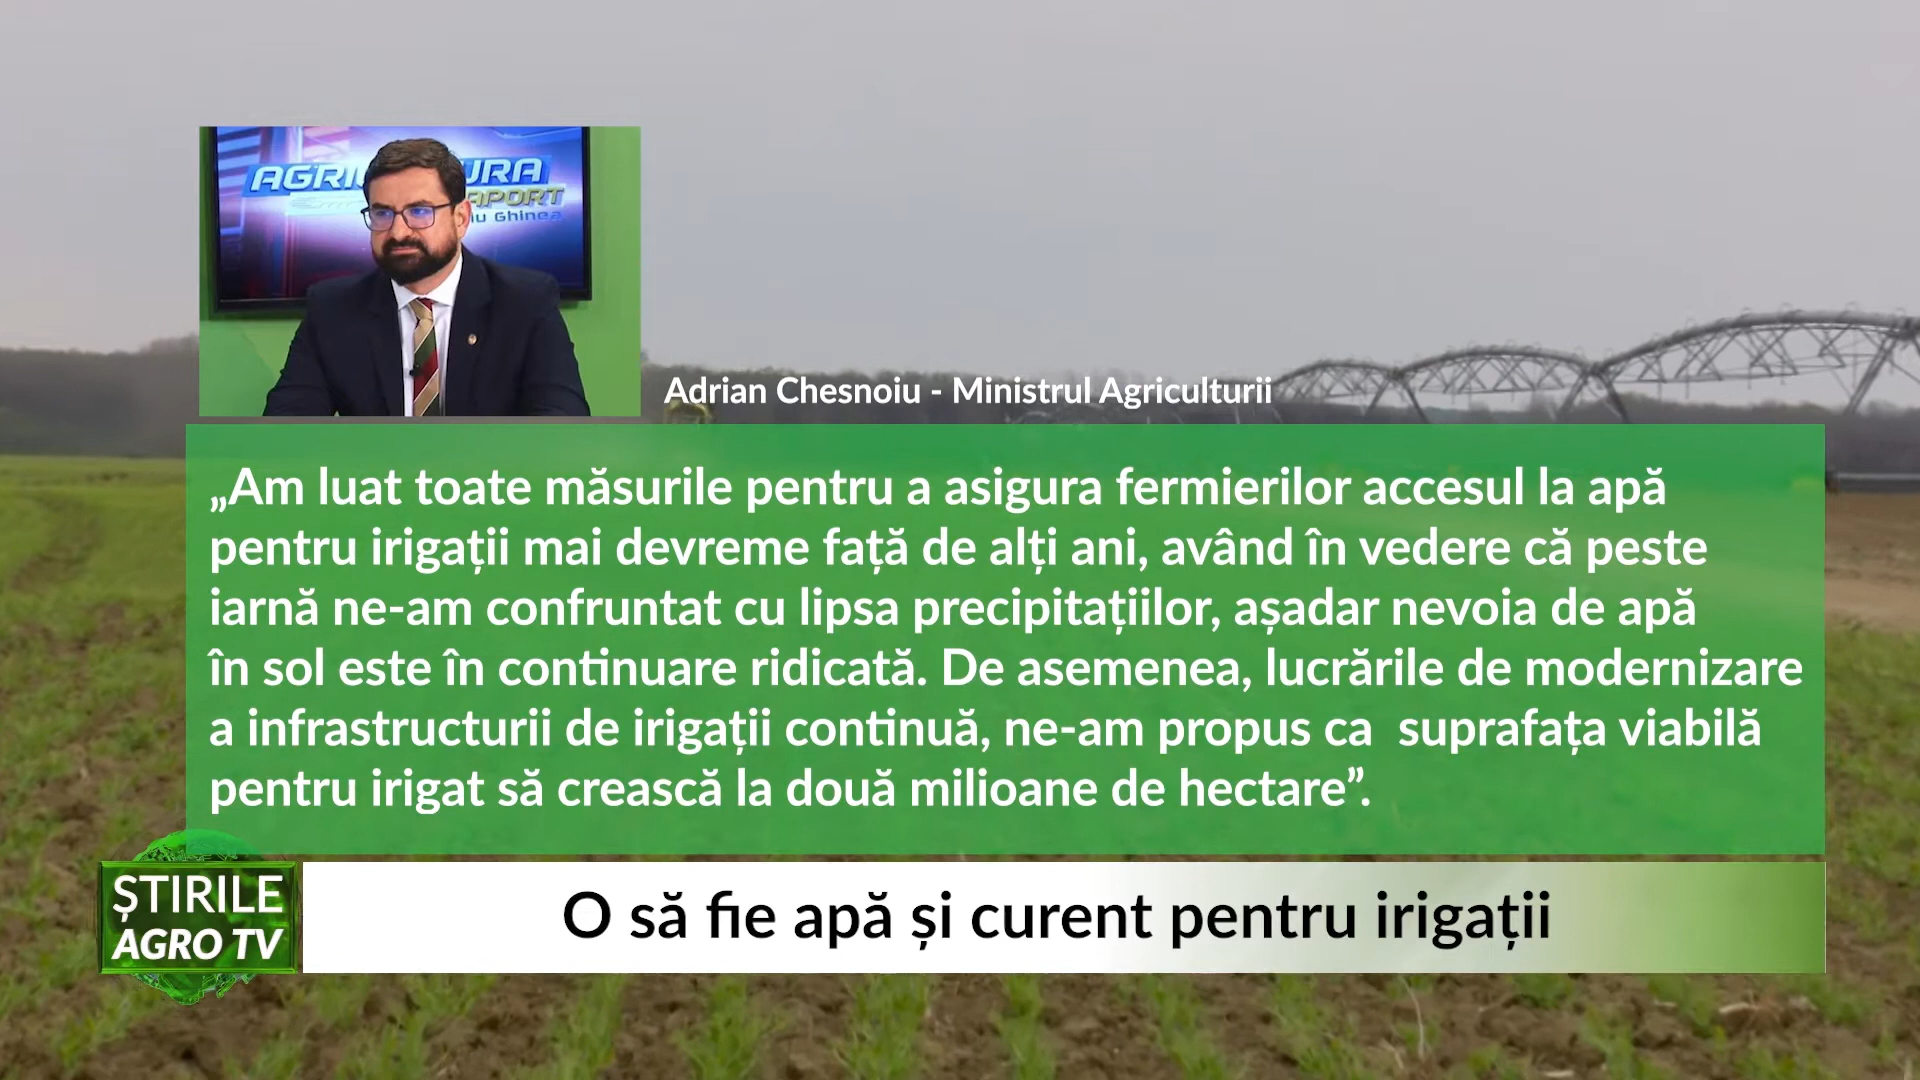 AGRI URA
APORT
iu Ghinea
Adrian Chesnoiu - Ministrul Agriculturii
„Am luat toate măsurile pentru a asigura fermierilor accesul la apă
pentru irigații mai devreme față de alți ani, având în vedere că peste
iarnă ne-am confruntat cu lipsa precipitațiilor, așadar nevoia de apă
în sol este în continuare ridicată. De asemenea, lucrările de modernizare
a infrastructurii de irigații continuă, ne-am propus ca  suprafața viabilă
pentru irigat să crească la două milioane de hectare”.
ȘTIRILE
AGRO TV
O să fie apă și curent pentru irigații